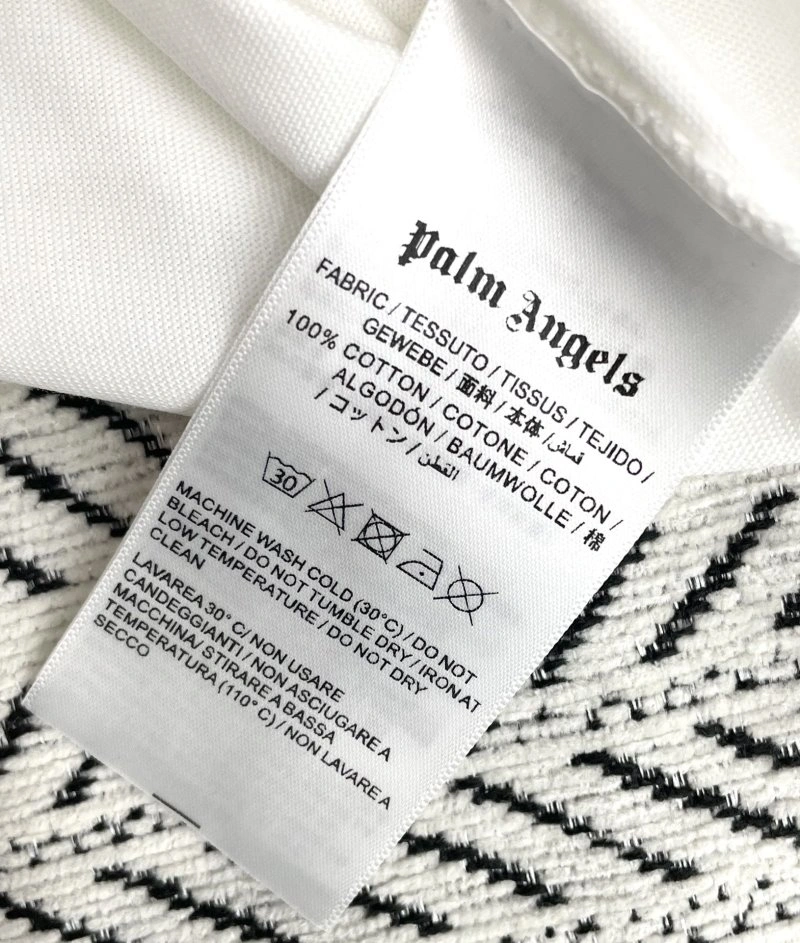 Palm Angels
FABRIC / TESSUTO / TISSUS / TEJIDO /
GEWEBE / 面料 / 本体 / قماش
100% COTTON / COTONE / COTON /
ALGODÓN / BAUMWOLLE / 棉
/ コットン / القطن
30
MACHINE WASH COLD (30°C) / DO NOT
BLEACH / DO NOT TUMBLE DRY / IRON AT
LOW TEMPERATURE / DO NOT DRY
CLEAN
LAVAREA 30° C/ NON USARE
CANDEGGIANTI / NON ASCIUGARE A
MACCHINA/ STIRARE A BASSA
TEMPERATURA (110° C) / NON LAVARE A
SECCO